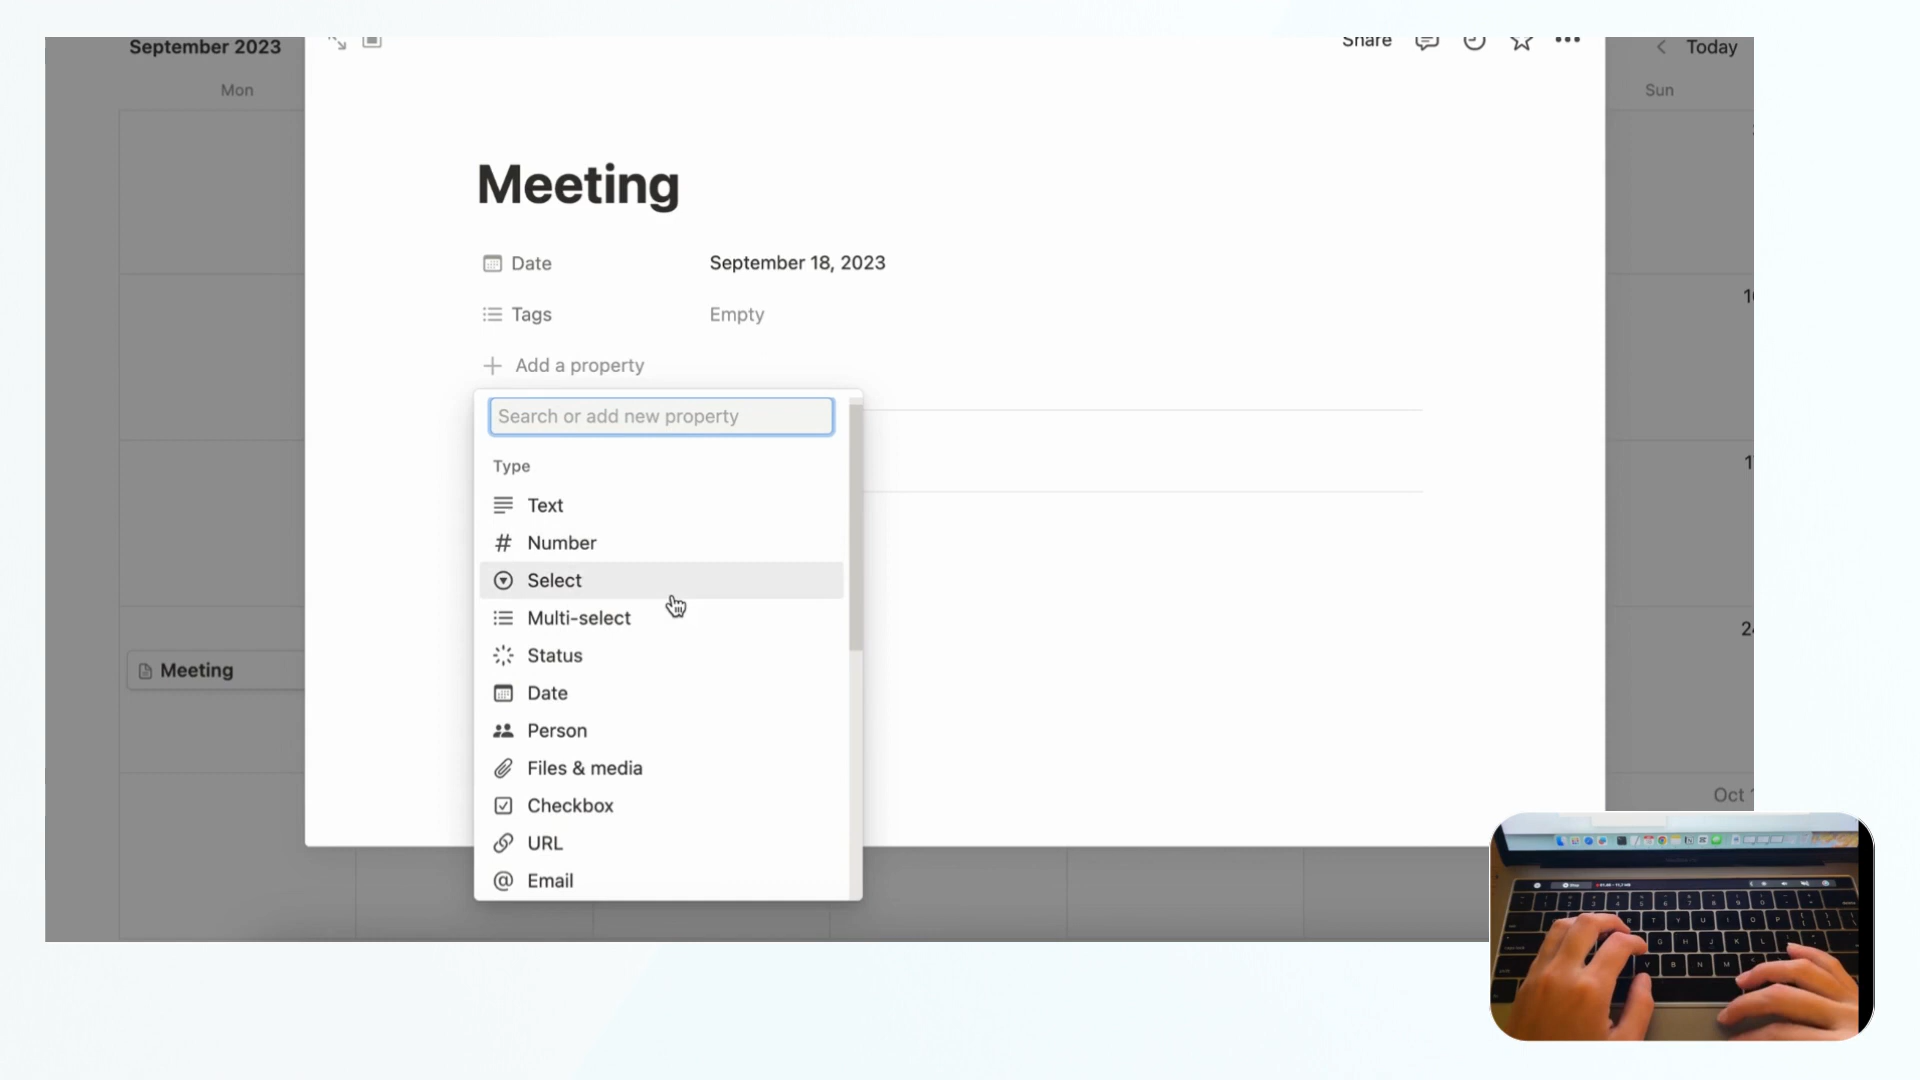 September 2023
Share
Today
Mon
Sun
Meeting
Date
September 18, 2023
Tags
Empty
Add a property
Search or add new property
Type
Text
Number
Select
Multi-select
Status
Date
Person
Files & media
Checkbox
URL
Email
Meeting
Oct